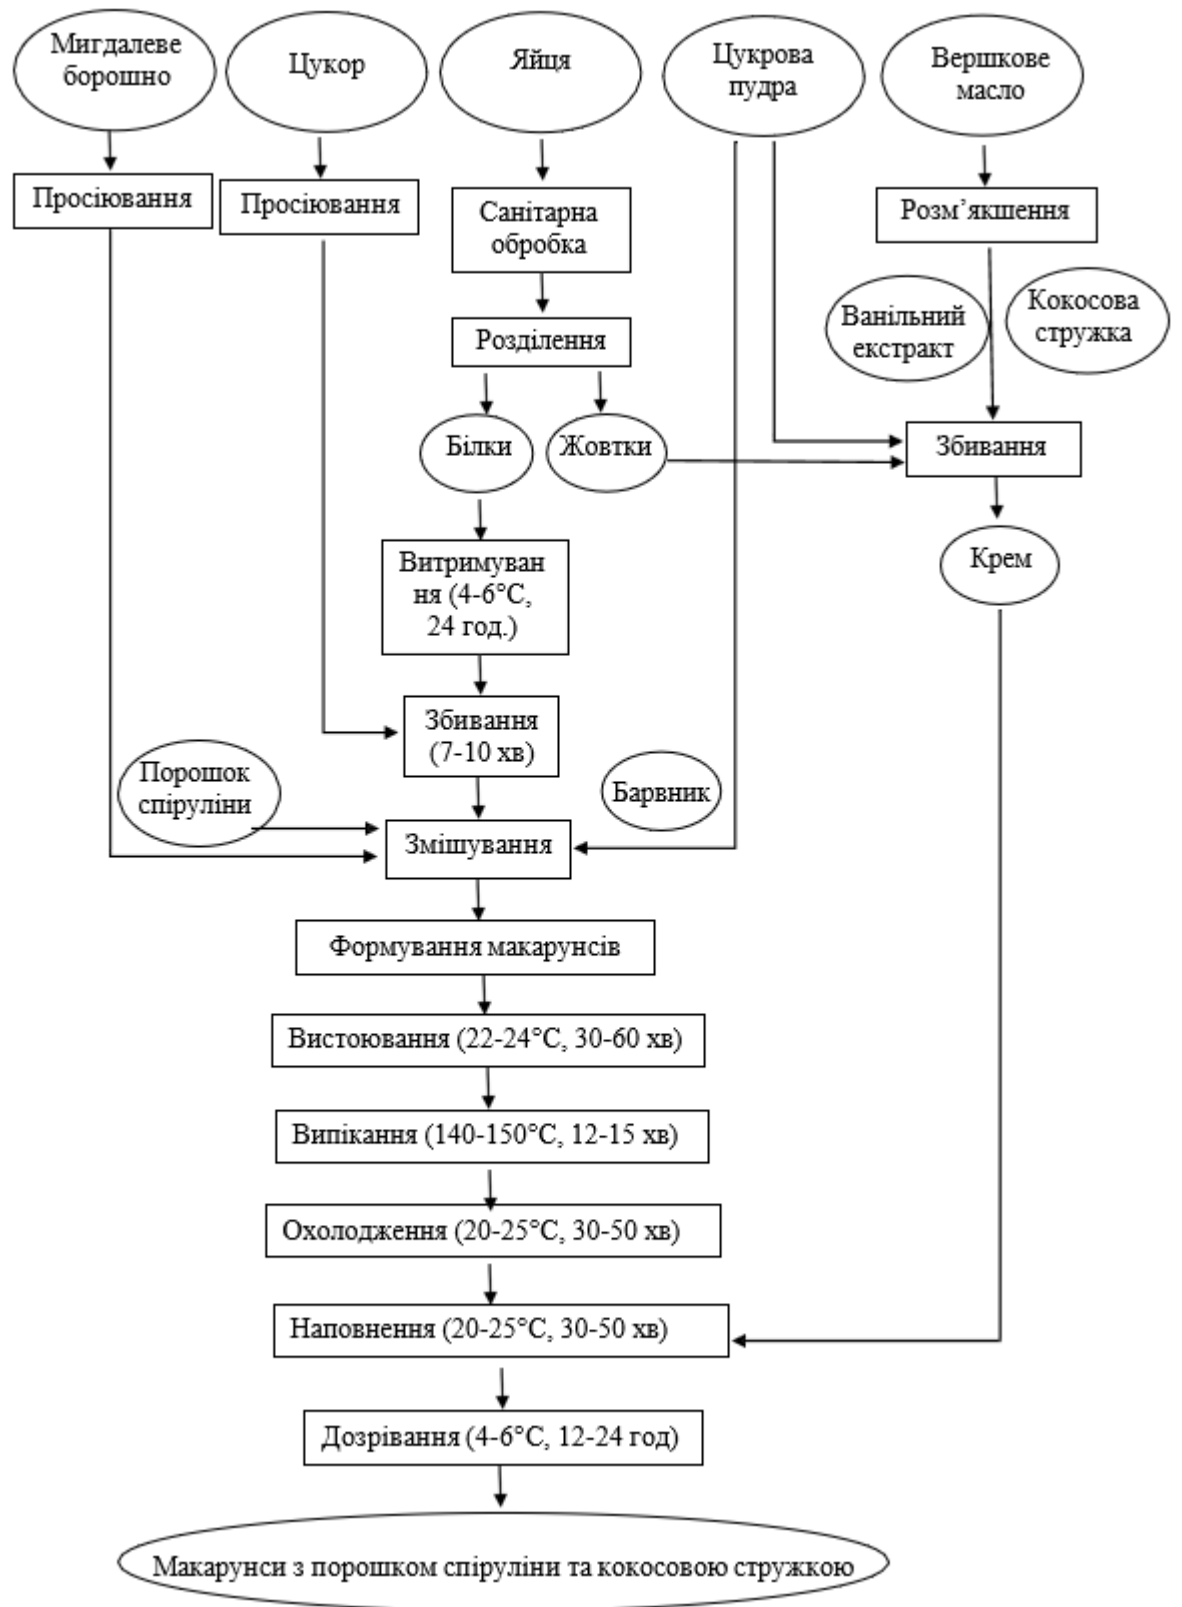 Мигдалеве
борошно
Цукор
Яйця
Цукрова
пудра
Вершкове
масло
Просіювання
Просіювання
Санітарна
обробка
Розм’якшення
Ванільний
екстракт
Кокосова
стружка
Розділення
Білки
Жовтки
Збивання
Витримуван
ня (4-6°С,
24 год.)
Крем
Збивання
(7-10 хв)
Порошок
спіруліни
Барвник
Змішування
Формування макарунсів
Вистоювання (22-24°С, 30-60 хв)
Випікання (140-150°С, 12-15 хв)
Охолодження (20-25°С, 30-50 хв)
Наповнення (20-25°С, 30-50 хв)
Дозрівання (4-6°С, 12-24 год)
Макарунси з порошком спіруліни та кокосовою стружкою